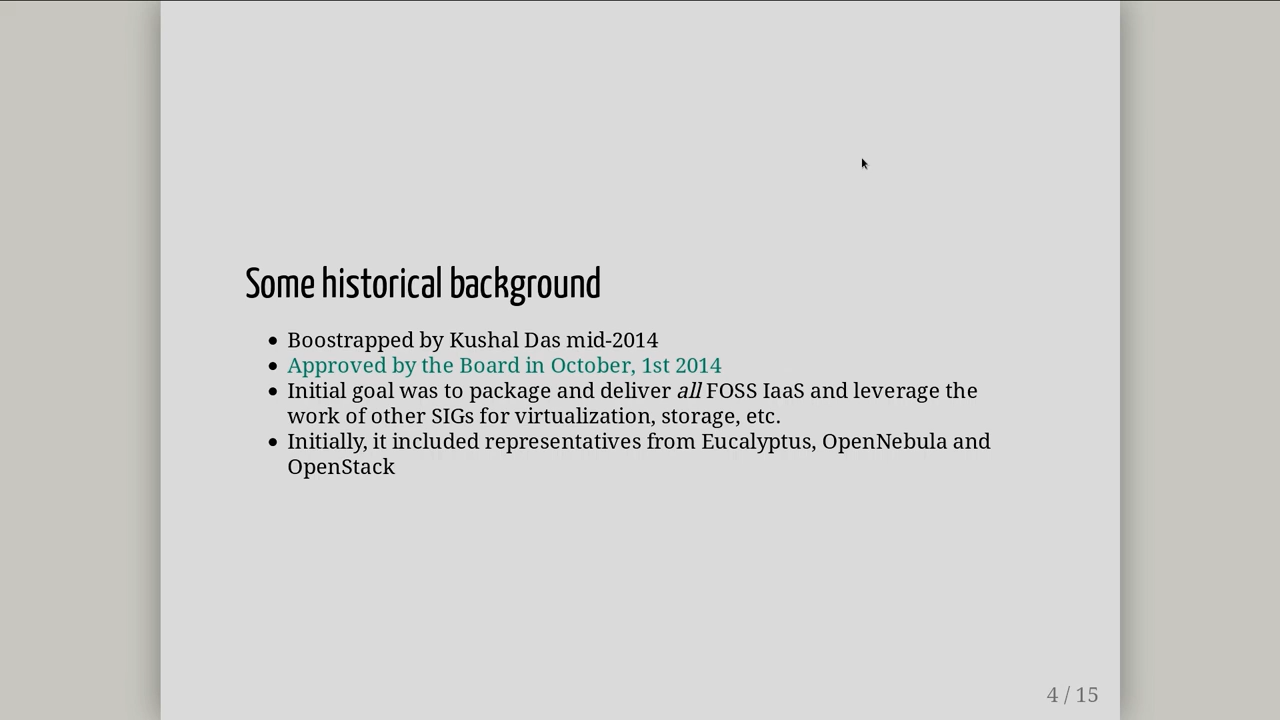 Some historical background
Boostrapped by Kushal Das mid-2014
Approved by the Board in October, 1st 2014
Initial goal was to package and deliver all FOSS IaaS and leverage the
work of other SIGs for virtualization, storage, etc.
Initially, it included representatives from Eucalyptus, OpenNebula and
OpenStack
4 / 15